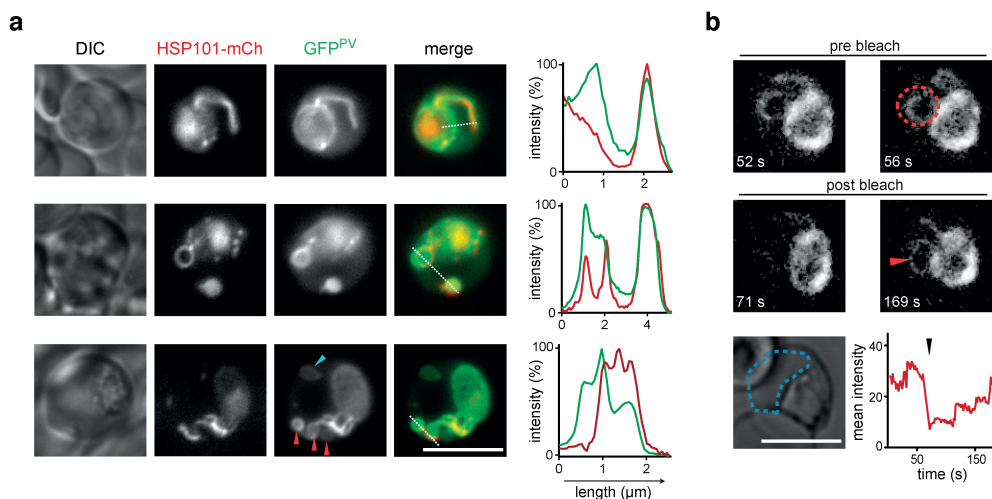 a
DIC HSP101-mCh GFPPV merge
intensity (%)
100
0
0 1 2
intensity (%)
100
0
0 2 4
intensity (%)
100
0
0 1 2
length (µm)
b
pre bleach
52 s 56 s
post bleach
71 s 169 s
mean intensity
40
20
0
50 150
time (s)